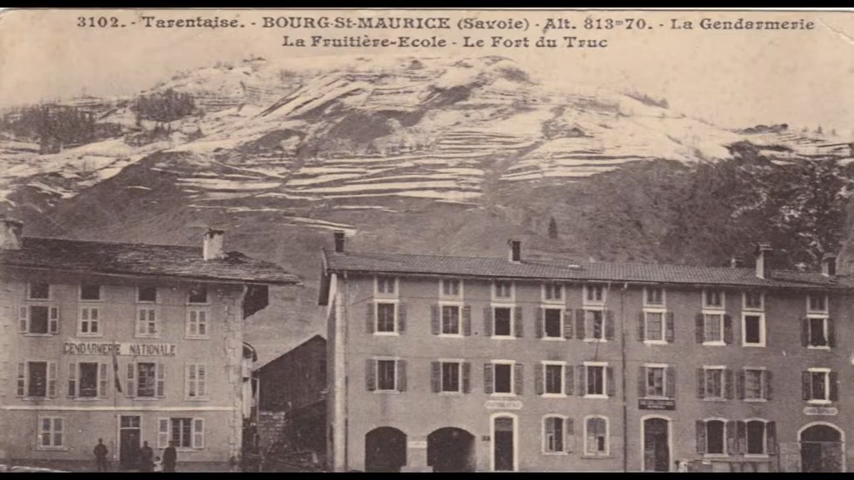 3102. - Tarentaise. - BOURG-St-MAURICE (Savoie) - Alt. 813m70. - La Gendarmerie
La Fruitière-Ecole - Le Fort du Truc
GENDARMERIE NATIONALE